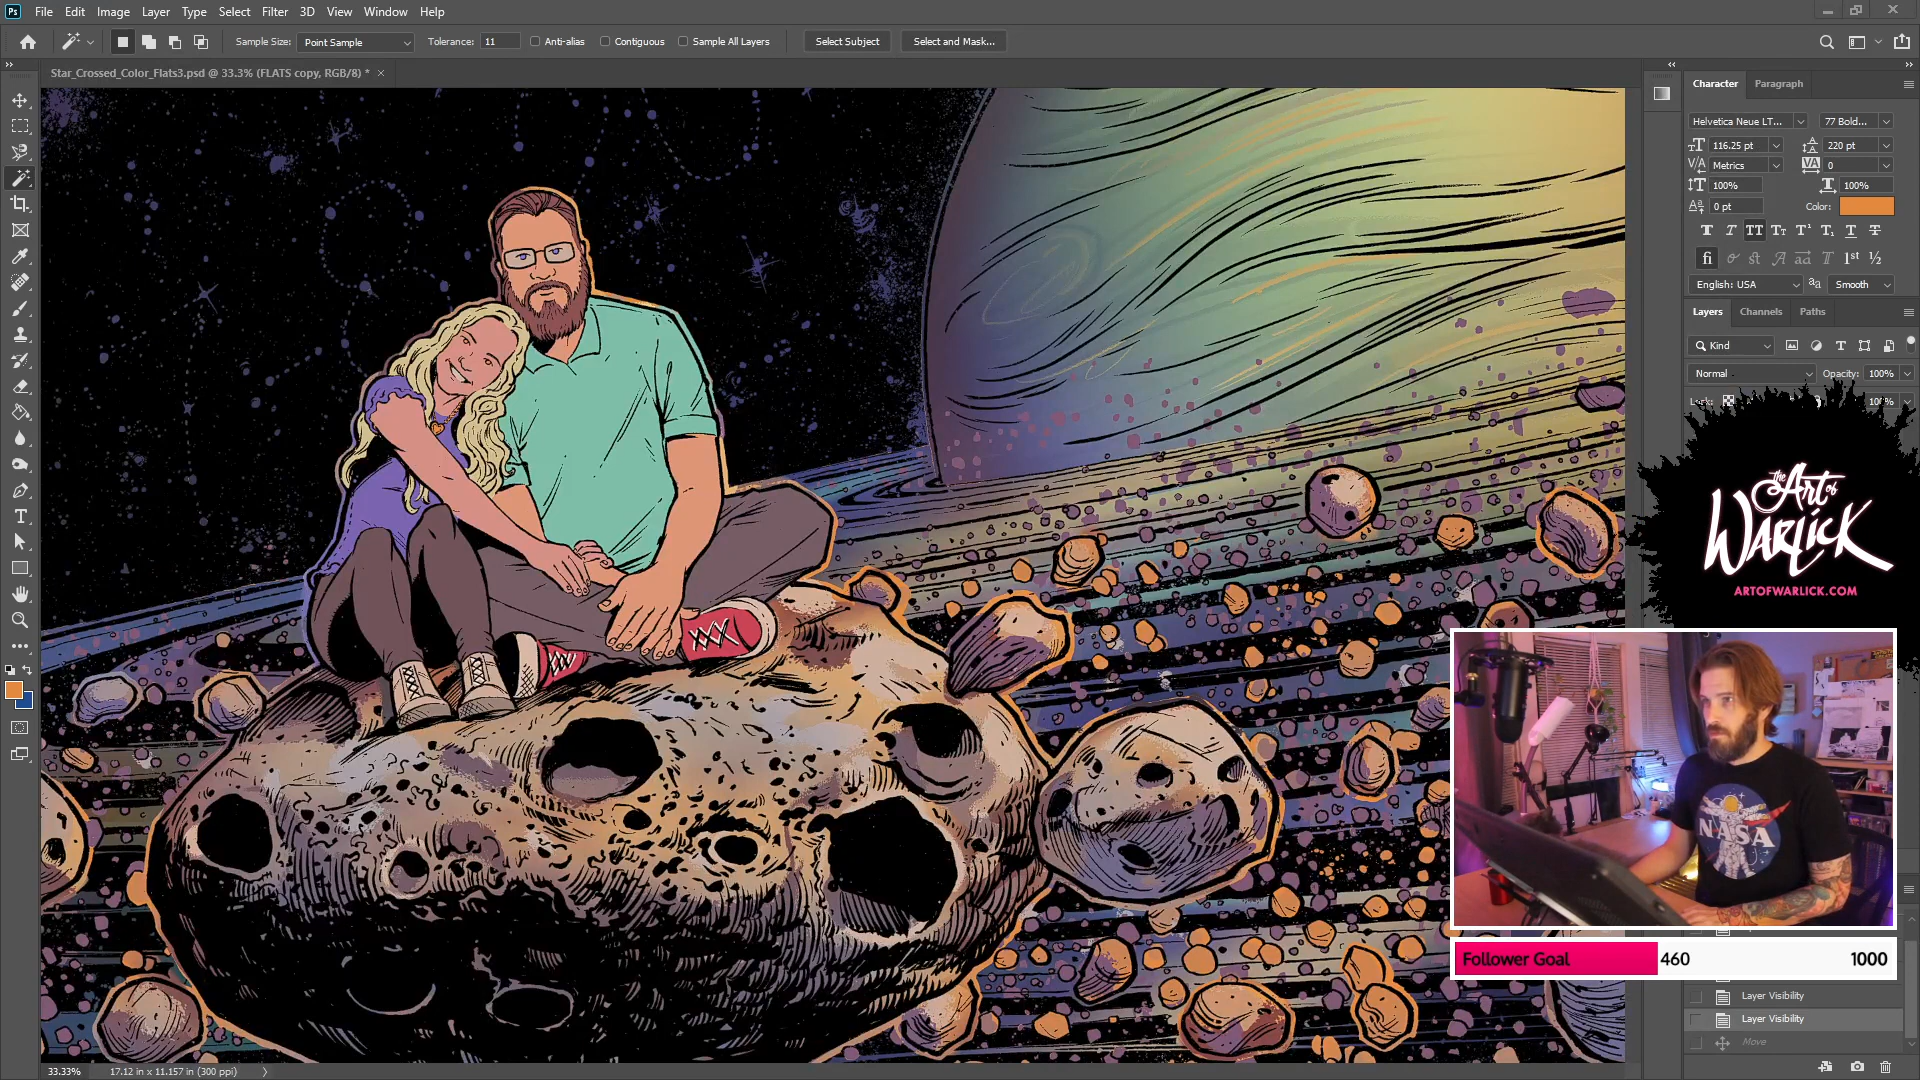 Ps File Edit Image Layer Type Select Filter 3D View Window Help
Sample Size: Point Sample Tolerance: 11 Anti-alias Contiguous Sample All Layers Select Subject Select and Mask...
Star_Crossed_Color_Flats3.psd @ 33.3% (FLATS copy, RGB/8) *
Character Paragraph
Helvetica Neue LT... 77 Bold...
116.25 pt 220 pt
Metrics 0
100% 100%
0 pt Color:
English: USA Smooth
Layers Channels Paths
Kind
Normal Opacity: 100%
Lock: 100%
the Art of
Warlick
ARTOFWARLICK.COM
NASA
Follower Goal 460 1000
Layer Visibility
Layer Visibility
Move
33.33% 17.12 in x 11.157 in (300 ppi)